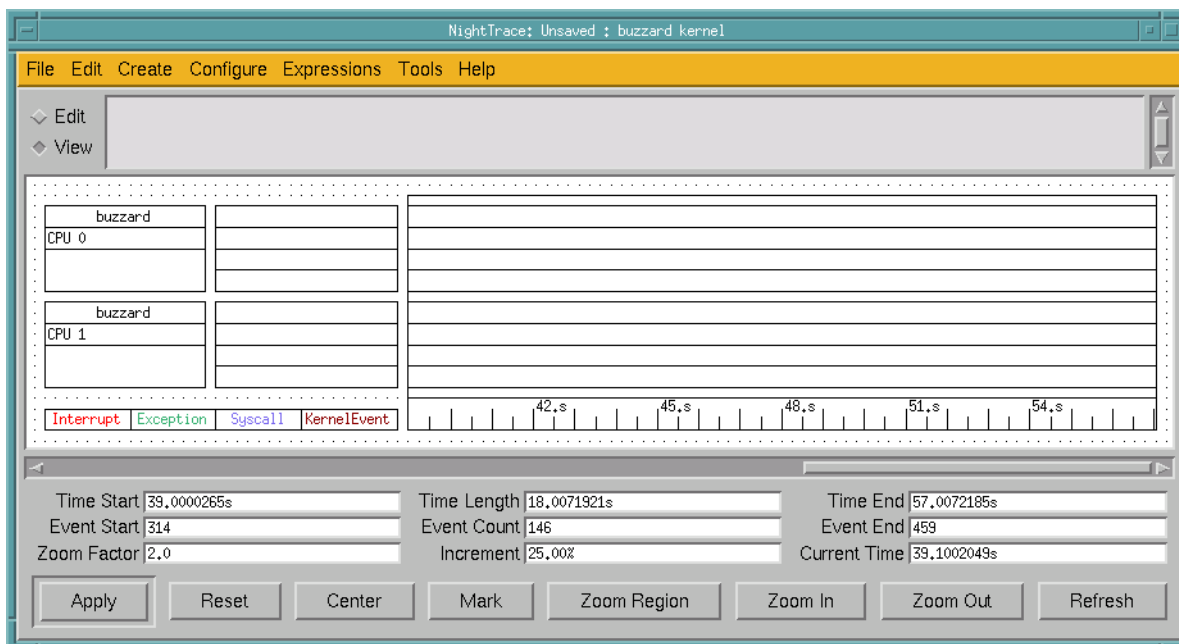 NightTrace: Unsaved : buzzard kernel
File Edit Create Configure Expressions Tools Help
Edit
View
buzzard
CPU 0
buzzard
CPU 1
Interrupt Exception Syscall KernelEvent
42.s 45.s 48.s 51.s 54.s
Time Start 39.0000265s Time Length 18.0071921s Time End 57.0072185s
Event Start 314 Event Count 146 Event End 459
Zoom Factor 2.0 Increment 25.00% Current Time 39.1002049s
Apply Reset Center Mark Zoom Region Zoom In Zoom Out Refresh